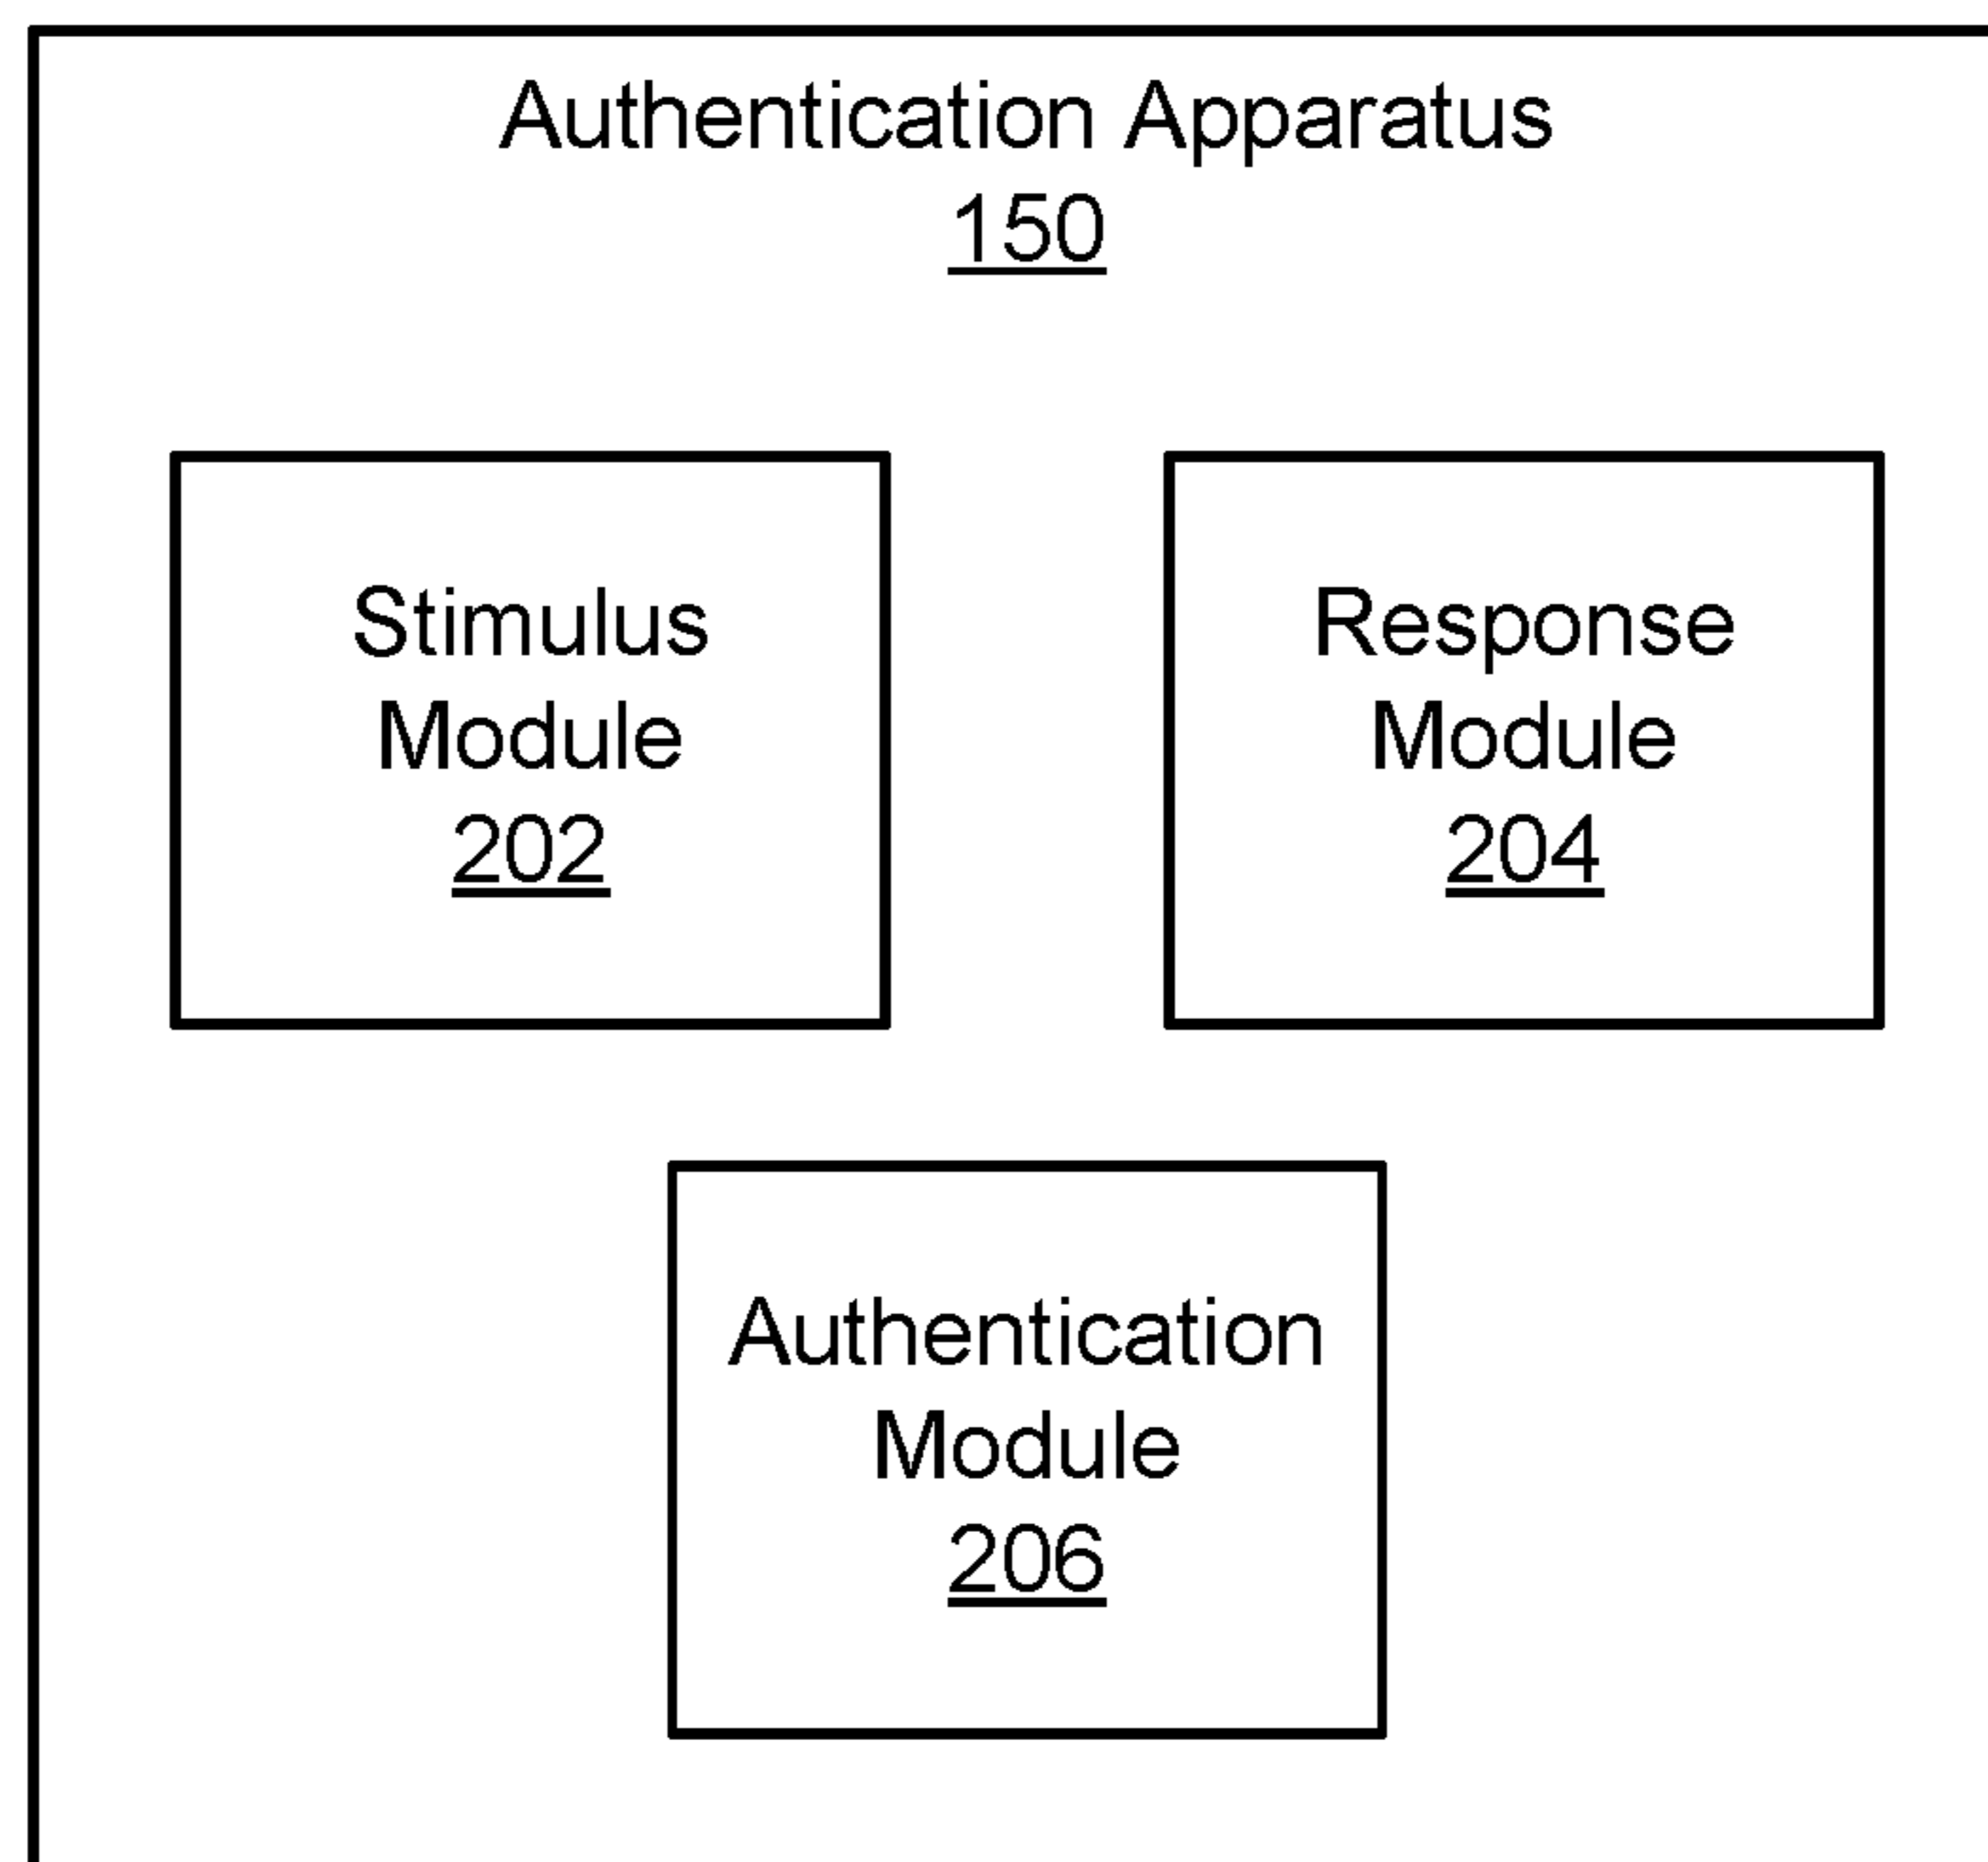 Authentication Apparatus
150
Stimulus
Module
202
Response
Module
204
Authentication
Module
206